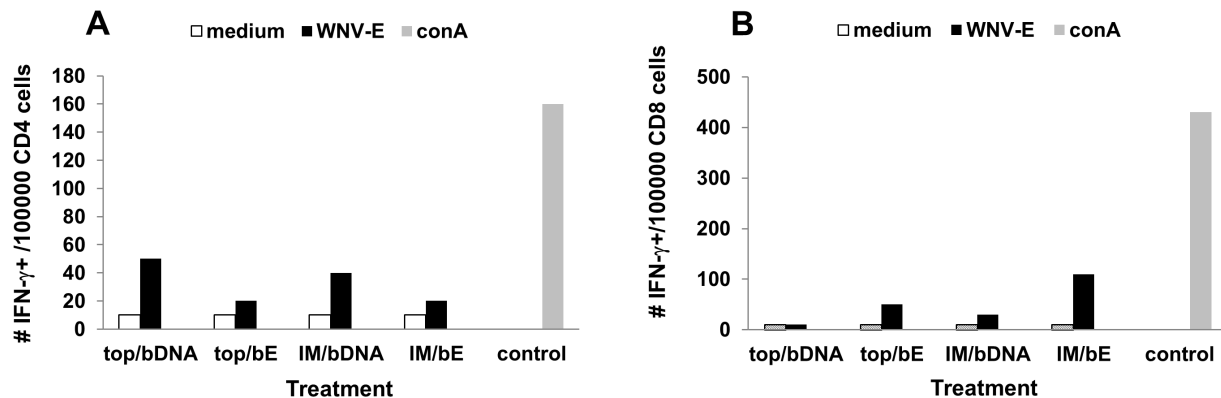 A
medium WNV-E conA
# IFN-γ+ /100000 CD4 cells
180
160
140
120
100
80
60
40
20
0
top/bDNA top/bE IM/bDNA IM/bE control
Treatment
B
medium WNV-E conA
# IFN-γ+/100000 CD8 cells
500
400
300
200
100
0
top/bDNA top/bE IM/bDNA IM/bE control
Treatment